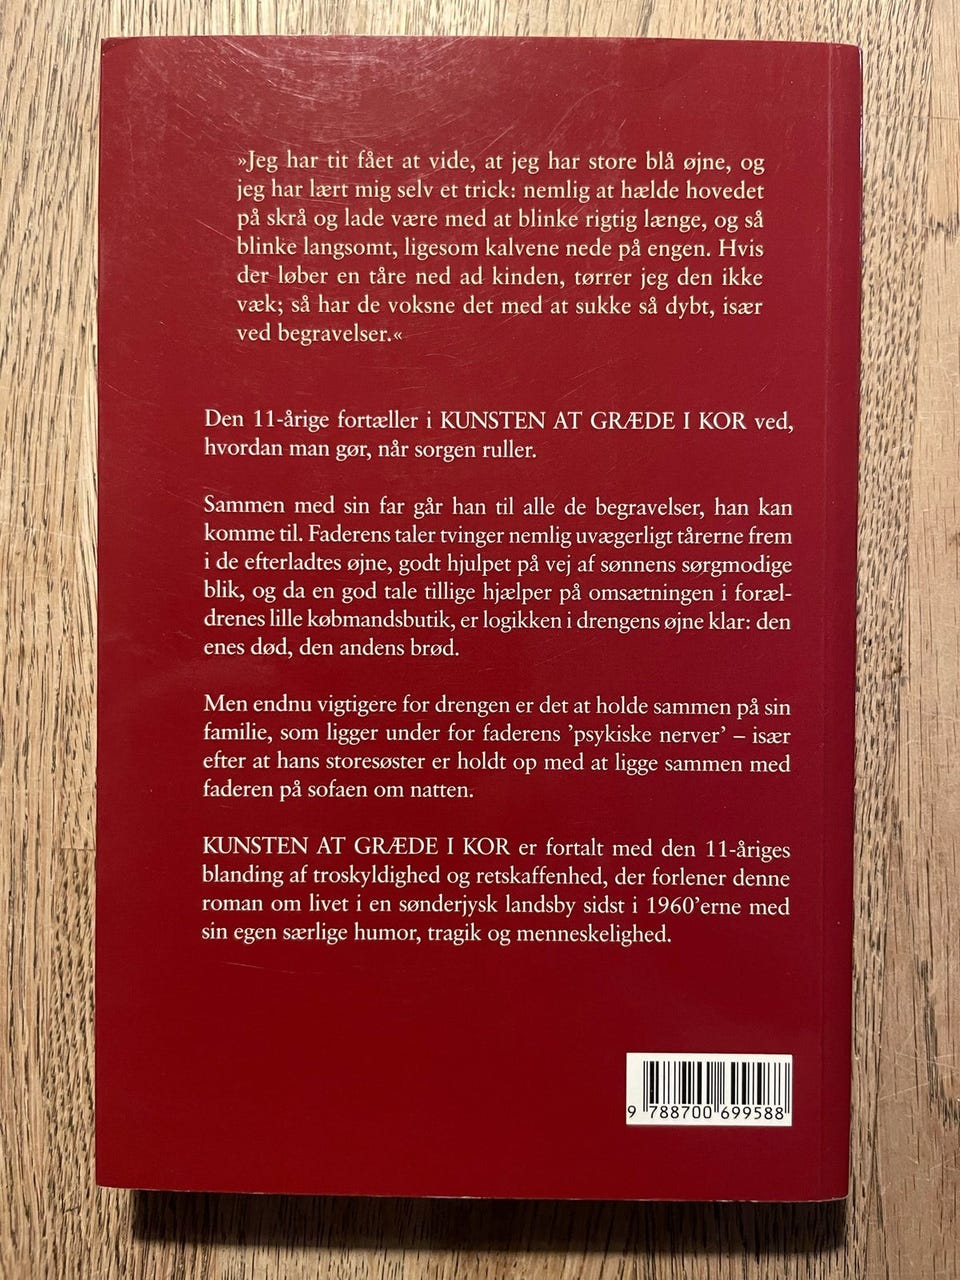 »Jeg har tit fået at vide, at jeg har store blå øjne, og
jeg har lært mig selv et trick: nemlig at hælde hovedet
på skrå og lade være med at blinke rigtig længe, og så
blinke langsomt, ligesom kalvene nede på engen. Hvis
der løber en tåre ned ad kinden, tørrer jeg den ikke
væk; så har de voksne det med at sukke så dybt, især
ved begravelser.«
Den 11-årige fortæller i KUNSTEN AT GRÆDE I KOR ved,
hvordan man gør, når sorgen ruller.
Sammen med sin far går han til alle de begravelser, han kan
komme til. Faderens taler tvinger nemlig uvægerligt tårerne frem
i de efterladtes øjne, godt hjulpet på vej af sønnens sørgmodige
blik, og da en god tale tillige hjælper på omsætningen i foræl-
drenes lille købmandsbutik, er logikken i drengens øjne klar: den
enes død, den andens brød.
Men endnu vigtigere for drengen er det at holde sammen på sin
familie, som ligger under for faderens ’psykiske nerver’ – især
efter at hans storesøster er holdt op med at ligge sammen med
faderen på sofaen om natten.
KUNSTEN AT GRÆDE I KOR er fortalt med den 11-åriges
blanding af troskyldighed og retskaffenhed, der forlener denne
roman om livet i en sønderjysk landsby sidst i 1960’erne med
sin egen særlige humor, tragik og menneskelighed.
9 788700 699588